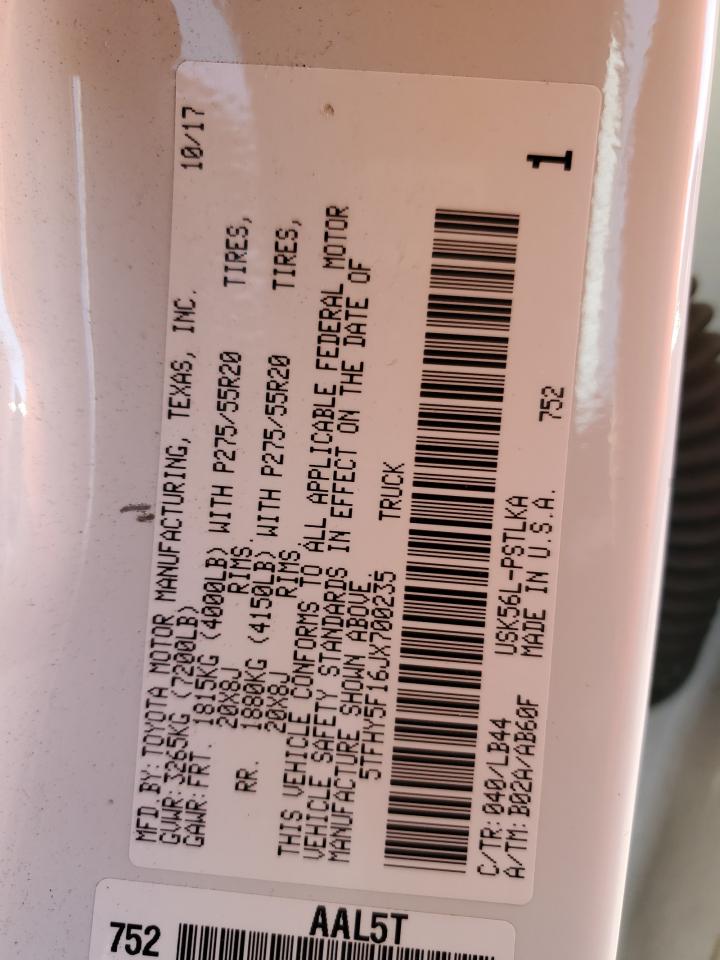 MFD BY: TOYOTA MOTOR MANUFACTURING, TEXAS, INC. 10/17
GVWR: 3265KG (7200LB)
GAWR: FRT. 1815KG (4000LB) WITH P275/55R20 TIRES,
20X8J RIMS,
RR. 1880KG (4150LB) WITH P275/55R20 TIRES,
20X8J RIMS
THIS VEHICLE CONFORMS TO ALL APPLICABLE FEDERAL MOTOR
VEHICLE SAFETY STANDARDS IN EFFECT ON THE DATE OF
MANUFACTURE SHOWN ABOVE
5TFHY5F16JX700235 TRUCK
C/TR: 040/LB44 USK56L-PSTLKA 752 1
A/TM: B02A/AB60F MADE IN U.S.A.
752 AAL5T